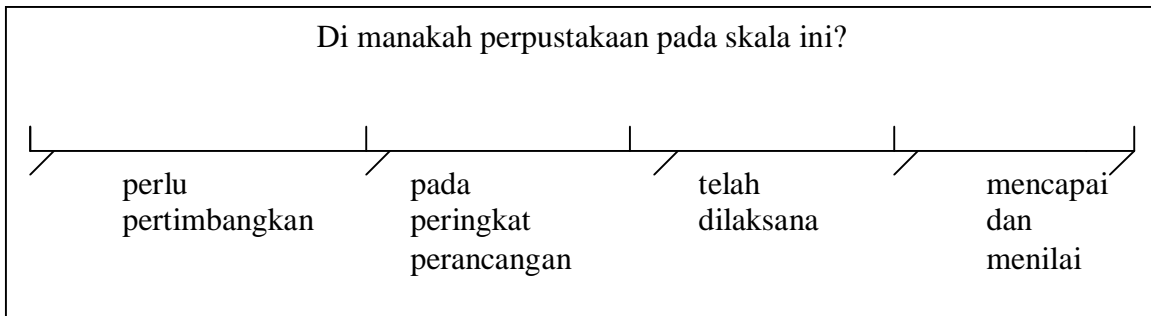 Di manakah perpustakaan pada skala ini?
perlu
pertimbangkan
pada
peringkat
perancangan
telah
dilaksana
mencapai
dan
menilai